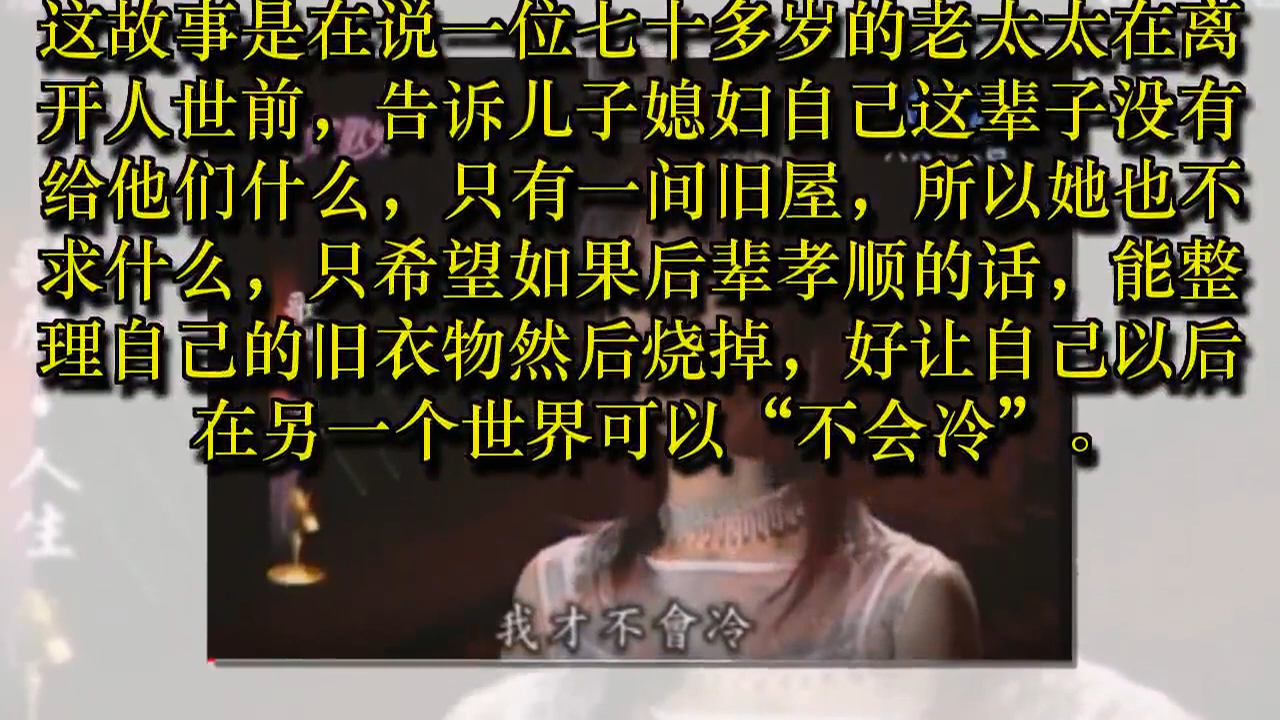 这故事是在说一位七十多岁的老太太在离
开人世前，告诉儿子媳妇自己这辈子没有
给他们什么，只有一间旧屋，所以她也不
求什么，只希望如果后辈孝顺的话，能整
理自己的旧衣物然后烧掉，好让自己以后
在另一个世界可以“不会冷”。
人生
我才不會冷